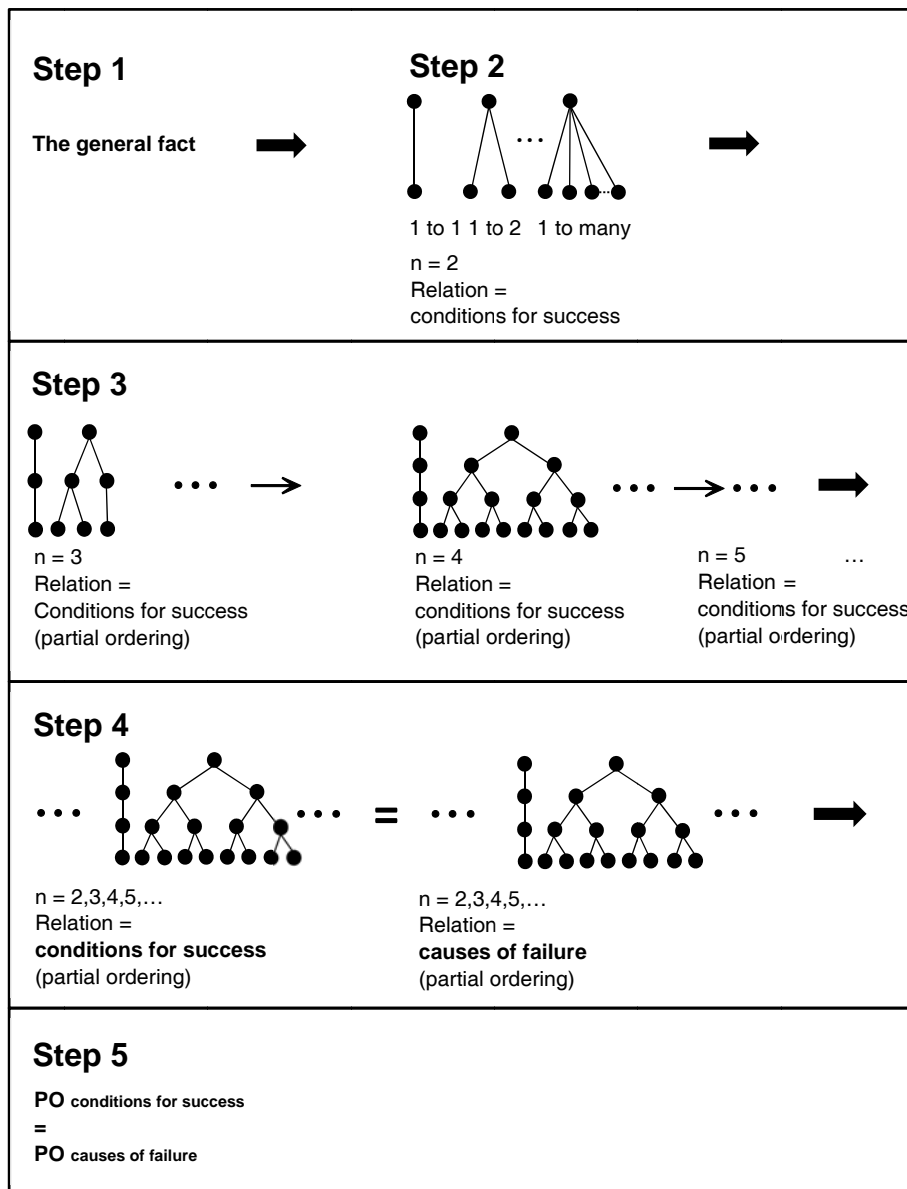 Step 1
The general fact
Step 2
...
1 to 1 1 to 2 1 to many
n = 2
Relation =
conditions for success
Step 3
...
n = 3
Relation =
Conditions for success
(partial ordering)
... ...
n = 4
Relation =
conditions for success
(partial ordering)
n = 5 ...
Relation =
conditions for success
(partial ordering)
Step 4
... ... = ... ...
n = 2,3,4,5,...
Relation =
conditions for success
(partial ordering)
n = 2,3,4,5,...
Relation =
causes of failure
(partial ordering)
Step 5
PO conditions for success
=
PO causes of failure